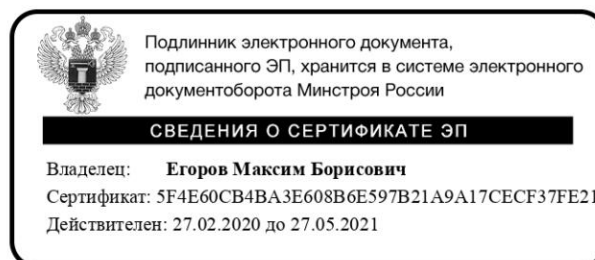 Подлинник электронного документа,
подписанного ЭП, хранится в системе электронного
документоборота Минстроя России
СВЕДЕНИЯ О СЕРТИФИКАТЕ ЭП
Владелец: Егоров Максим Борисович
Сертификат: 5F4E60CB4BA3E608B6E597B21A9A17CECF37FE21
Действителен: 27.02.2020 до 27.05.2021